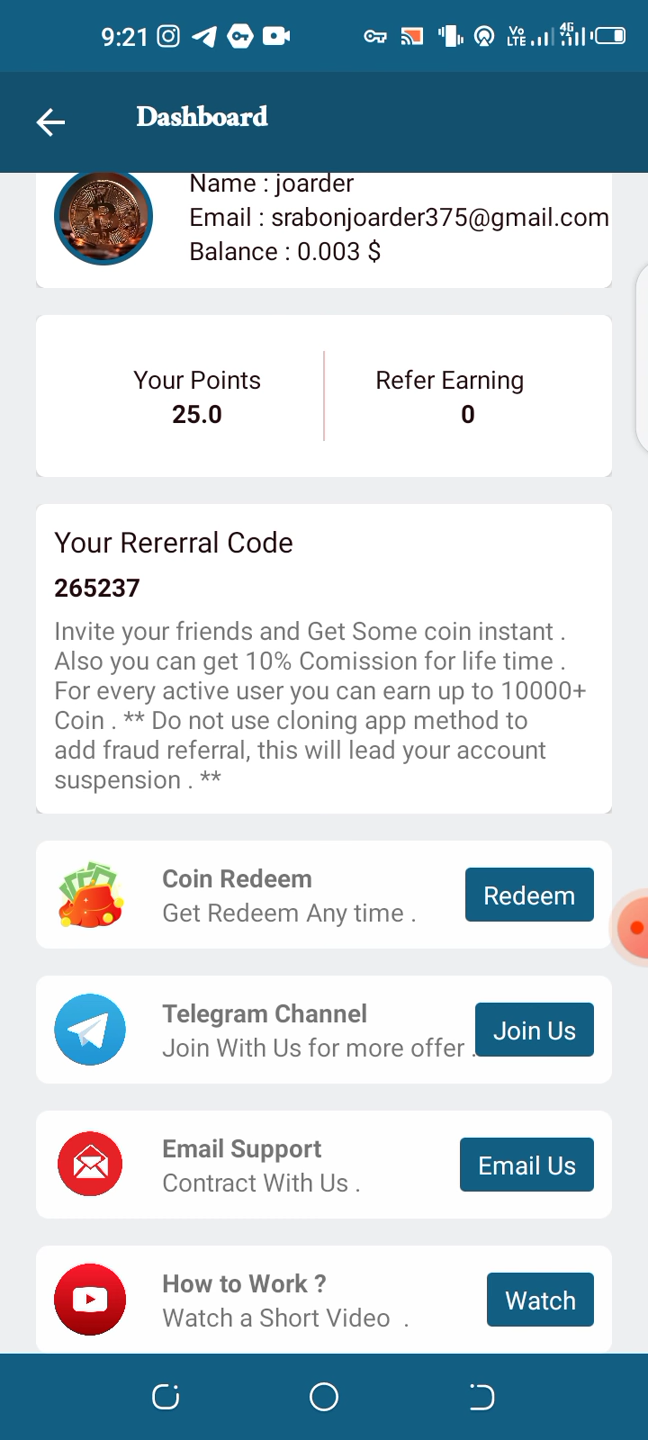 9:21
Vo LTE 4G
Dashboard
Name : joarder
Email : srabonjoarder375@gmail.com
Balance : 0.003 $
Your Points
25.0
Refer Earning
0
Your Rererral Code
265237
Invite your friends and Get Some coin instant .
Also you can get 10% Comission for life time .
For every active user you can earn up to 10000+
Coin . ** Do not use cloning app method to
add fraud referral, this will lead your account
suspension . **
Coin Redeem
Get Redeem Any time .
Redeem
Telegram Channel
Join With Us for more offer .
Join Us
Email Support
Contract With Us .
Email Us
How to Work ?
Watch a Short Video .
Watch